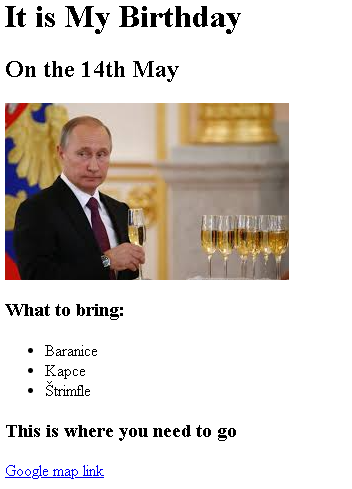 It is My Birthday
On the 14th May
What to bring:
Baranice
Kapce
Štrimfle
This is where you need to go
Google map link